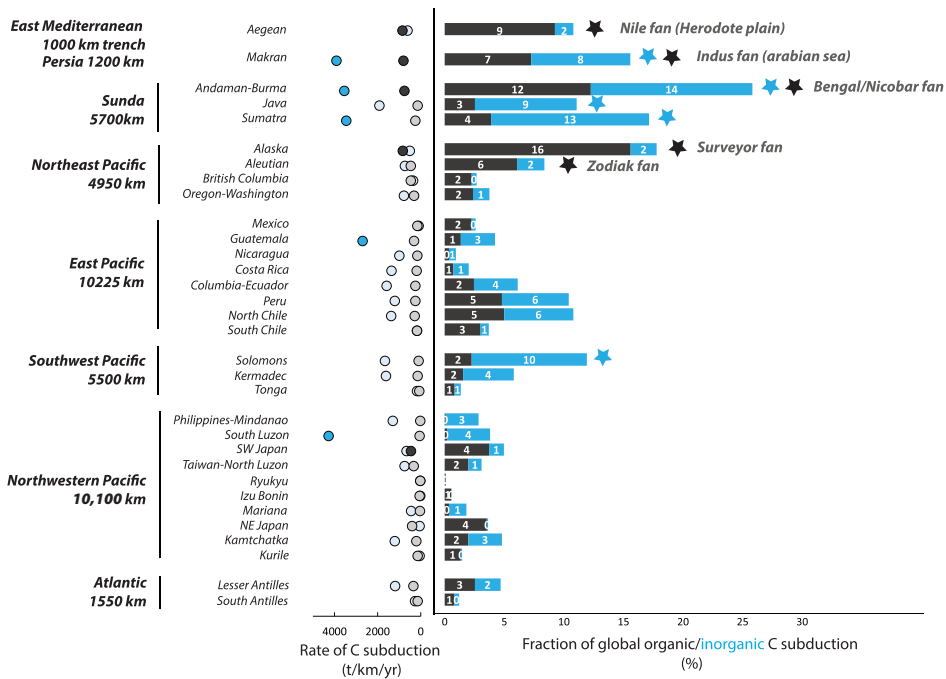 East Mediterranean
1000 km trench
Persia 1200 km
Aegean
9 2
Nile fan (Herodote plain)
Makran
7 8
Indus fan (arabian sea)
Sunda
5700km
Andaman-Burma
12 14
Bengal/Nicobar fan
Java
3 9
Sumatra
4 13
Northeast Pacific
4950 km
Alaska
16 2
Surveyor fan
Aleutian
6 2
Zodiak fan
British Columbia
2 0
Oregon-Washington
2 1
East Pacific
10225 km
Mexico
2 0
Guatemala
1 3
Nicaragua
0 1
Costa Rica
1 1
Columbia-Ecuador
2 4
Peru
5 6
North Chile
5 6
South Chile
3 1
Southwest Pacific
5500 km
Solomons
2 10
Kermadec
2 4
Tonga
1 1
Northwestern Pacific
10,100 km
Philippines-Mindanao
0 3
South Luzon
0 4
SW Japan
4 1
Taiwan-North Luzon
2 1
Ryukyu
Izu Bonin
1
Mariana
0 1
NE Japan
4 0
Kamtchatka
2 3
Kurile
1 0
Atlantic
1550 km
Lesser Antilles
3 2
South Antilles
1 0
4000 2000 0
Rate of C subduction
(t/km/yr)
0 5 10 15 20 25 30
Fraction of global organic/inorganic C subduction
(%)